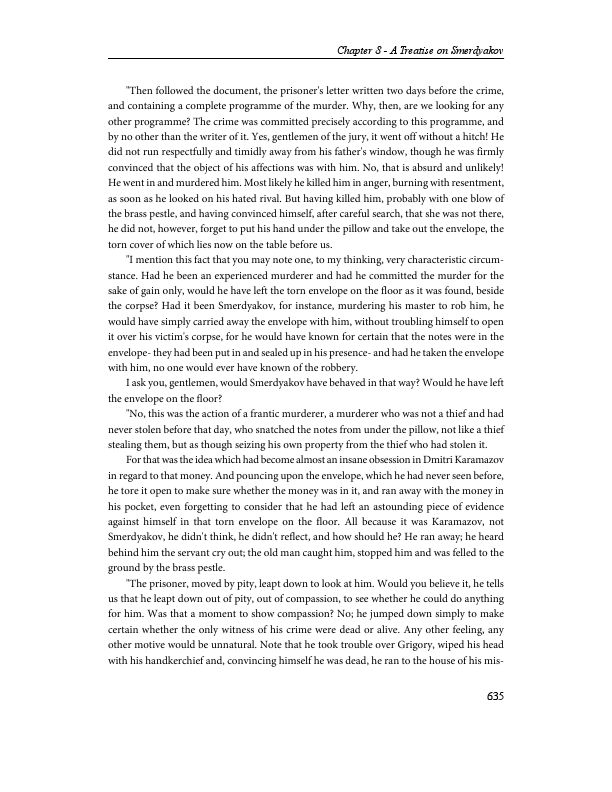 Chapter 8 - A Treatise on Smerdyakov
"Then followed the document, the prisoner's letter written two days before the crime,
and containing a complete programme of the murder. Why, then, are we looking for any
other programme? The crime was committed precisely according to this programme, and
by no other than the writer of it. Yes, gentlemen of the jury, it went off without a hitch! He
did not run respectfully and timidly away from his father's window, though he was firmly
convinced that the object of his affections was with him. No, that is absurd and unlikely!
He went in and murdered him. Most likely he killed him in anger, burning with resentment,
as soon as he looked on his hated rival. But having killed him, probably with one blow of
the brass pestle, and having convinced himself, after careful search, that she was not there,
he did not, however, forget to put his hand under the pillow and take out the envelope, the
torn cover of which lies now on the table before us.
"I mention this fact that you may note one, to my thinking, very characteristic circum-
stance. Had he been an experienced murderer and had he committed the murder for the
sake of gain only, would he have left the torn envelope on the floor as it was found, beside
the corpse? Had it been Smerdyakov, for instance, murdering his master to rob him, he
would have simply carried away the envelope with him, without troubling himself to open
it over his victim's corpse, for he would have known for certain that the notes were in the
envelope- they had been put in and sealed up in his presence- and had he taken the envelope
with him, no one would ever have known of the robbery.
I ask you, gentlemen, would Smerdyakov have behaved in that way? Would he have left
the envelope on the floor?
"No, this was the action of a frantic murderer, a murderer who was not a thief and had
never stolen before that day, who snatched the notes from under the pillow, not like a thief
stealing them, but as though seizing his own property from the thief who had stolen it.
For that was the idea which had become almost an insane obsession in Dmitri Karamazov
in regard to that money. And pouncing upon the envelope, which he had never seen before,
he tore it open to make sure whether the money was in it, and ran away with the money in
his pocket, even forgetting to consider that he had left an astounding piece of evidence
against himself in that torn envelope on the floor. All because it was Karamazov, not
Smerdyakov, he didn't think, he didn't reflect, and how should he? He ran away; he heard
behind him the servant cry out; the old man caught him, stopped him and was felled to the
ground by the brass pestle.
"The prisoner, moved by pity, leapt down to look at him. Would you believe it, he tells
us that he leapt down out of pity, out of compassion, to see whether he could do anything
for him. Was that a moment to show compassion? No; he jumped down simply to make
certain whether the only witness of his crime were dead or alive. Any other feeling, any
other motive would be unnatural. Note that he took trouble over Grigory, wiped his head
with his handkerchief and, convincing himself he was dead, he ran to the house of his mis-
635